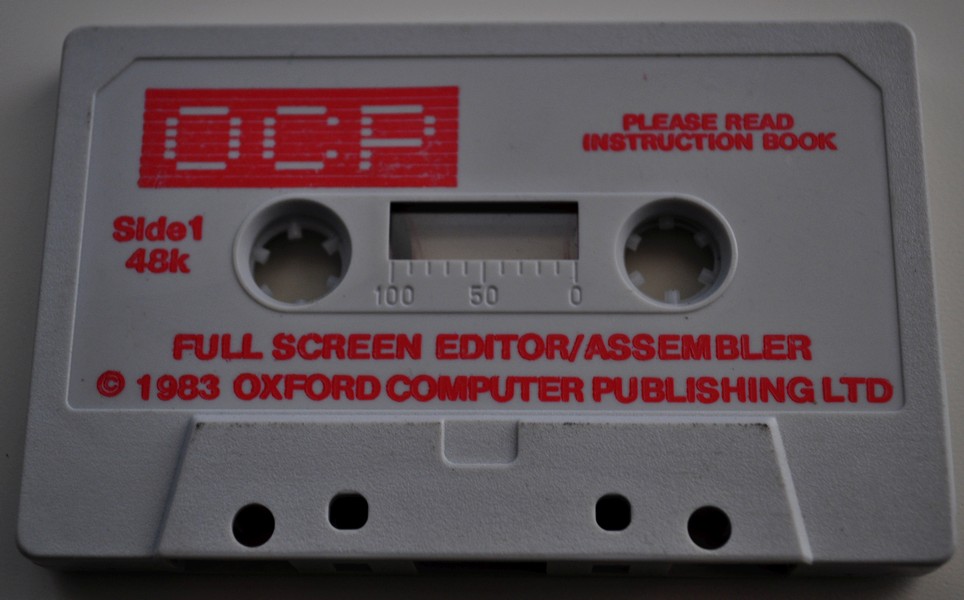 OCP
PLEASE READ
INSTRUCTION BOOK
Side1
48k
100 50 0
FULL SCREEN EDITOR/ASSEMBLER
© 1983 OXFORD COMPUTER PUBLISHING LTD